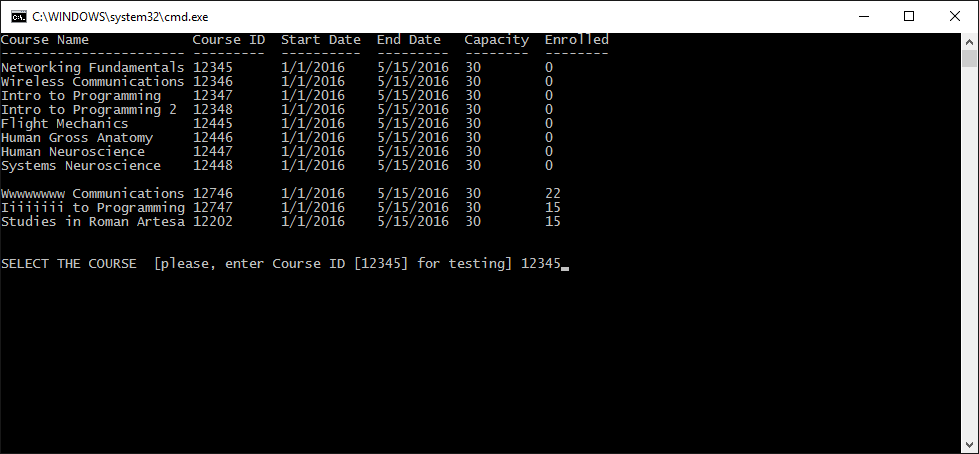 C:\WINDOWS\system32\cmd.exe
Course Name Course ID Start Date End Date Capacity Enrolled
----------------------- --------- ---------- --------- -------- --------
Networking Fundamentals 12345 1/1/2016 5/15/2016 30 0
Wireless Communications 12346 1/1/2016 5/15/2016 30 0
Intro to Programming 12347 1/1/2016 5/15/2016 30 0
Intro to Programming 2 12348 1/1/2016 5/15/2016 30 0
Flight Mechanics 12445 1/1/2016 5/15/2016 30 0
Human Gross Anatomy 12446 1/1/2016 5/15/2016 30 0
Human Neuroscience 12447 1/1/2016 5/15/2016 30 0
Systems Neuroscience 12448 1/1/2016 5/15/2016 30 0
Wwwwwwww Communications 12746 1/1/2016 5/15/2016 30 22
Iiiiiiii to Programming 12747 1/1/2016 5/15/2016 30 15
Studies in Roman Artesa 12202 1/1/2016 5/15/2016 30 15
SELECT THE COURSE [please, enter Course ID [12345] for testing] 12345_